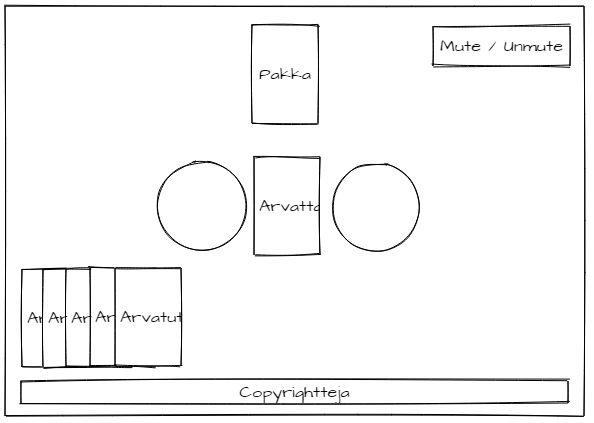 Mute / Unmute
Pakka
Arvatta
Ar
Ar
Ar
Ar
Arvatut
Copyrightteja